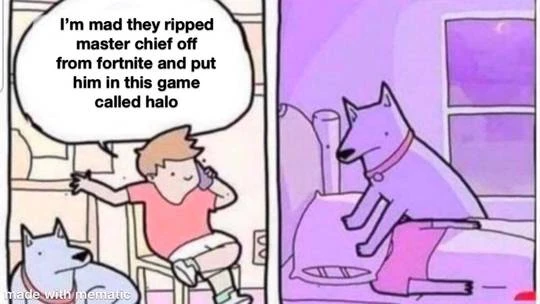 I'm mad they ripped
master chief off
from fortnite and put
him in this game
called halo
made with mematic